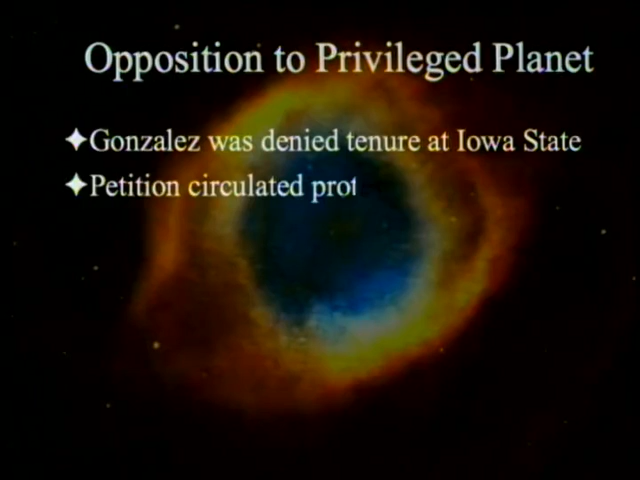 Opposition to Privileged Planet
Gonzalez was denied tenure at Iowa State
Petition circulated prot